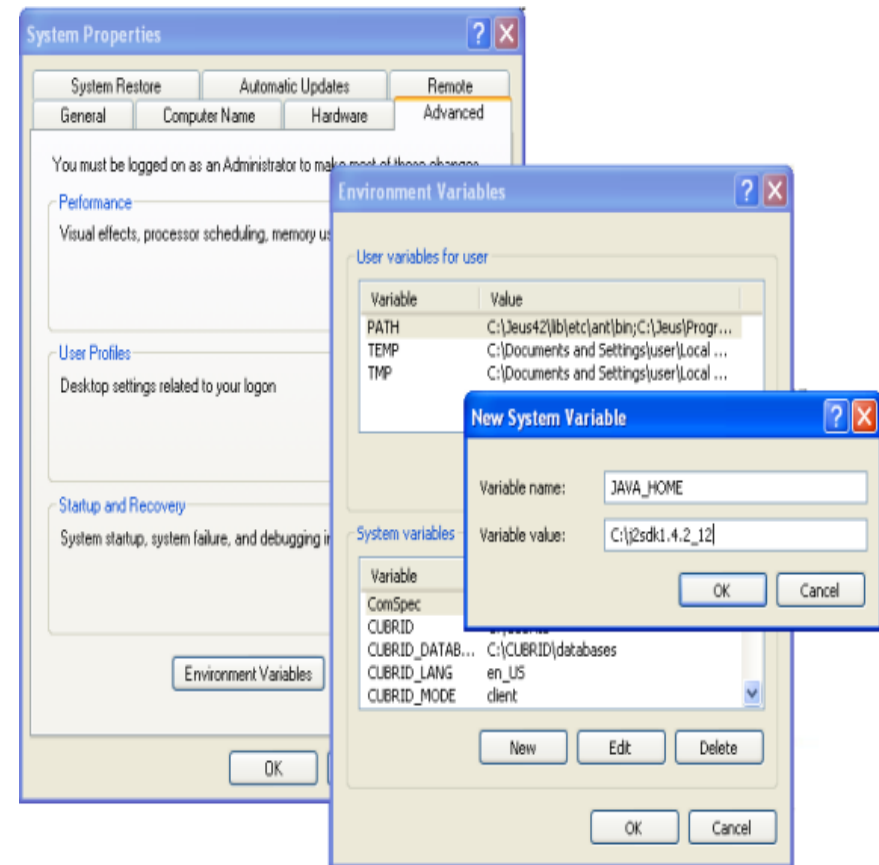 System Properties
System Restore
Automatic Updates
Remote
General
Computer Name
Hardware
Advanced
You must be logged on as an Administrator to make most of these changes.
Performance
Visual effects, processor scheduling, memory us
User Profiles
Desktop settings related to your logon
Startup and Recovery
System startup, system failure, and debugging in
Environment Variables
OK
Environment Variables
User variables for user
Variable Value
PATH C:\Jeus42\lib\etc\ant\bin;C:\Jeus\Progr...
TEMP C:\Documents and Settings\user\Local ...
TMP C:\Documents and Settings\user\Local ...
System variables
Variable
ComSpec
CUBRID
CUBRID_DATAB... C:\CUBRID\databases
CUBRID_LANG en_US
CUBRID_MODE client
New Edit Delete
OK Cancel
New System Variable
Variable name: JAVA_HOME
Variable value: C:\j2sdk1.4.2_12
OK Cancel